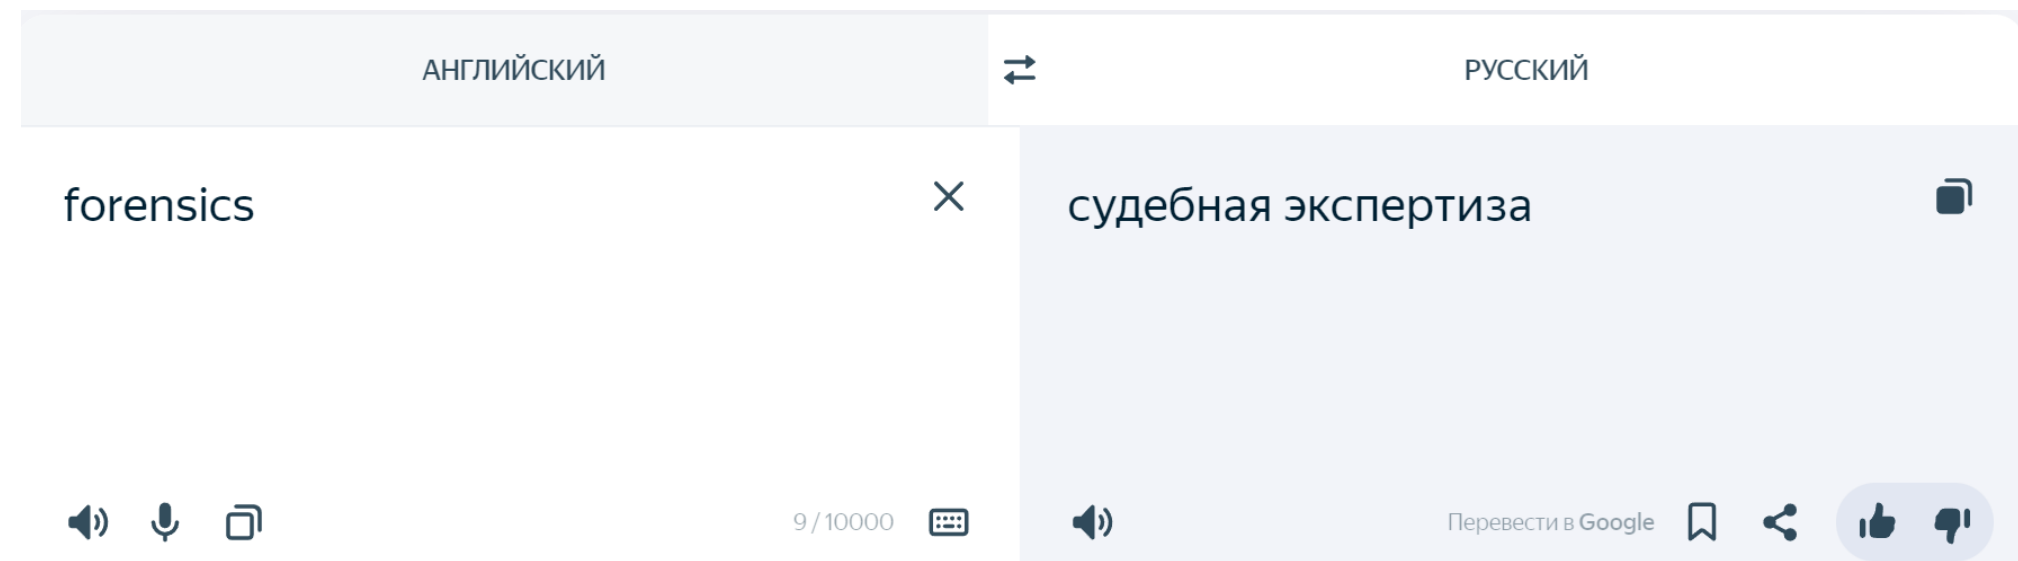 АНГЛИЙСКИЙ
РУССКИЙ
forensics
судебная экспертиза
9 / 10000
Перевести в Google